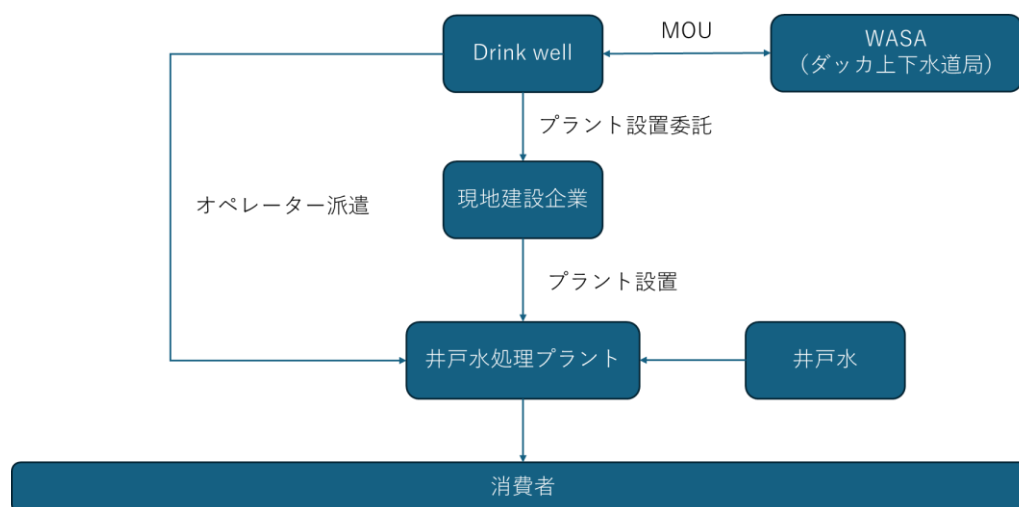 Drink well
MOU
WASA
（ダッカ上下水道局）
プラント設置委託
現地建設企業
オペレーター派遣
プラント設置
井戸水処理プラント
井戸水
消費者